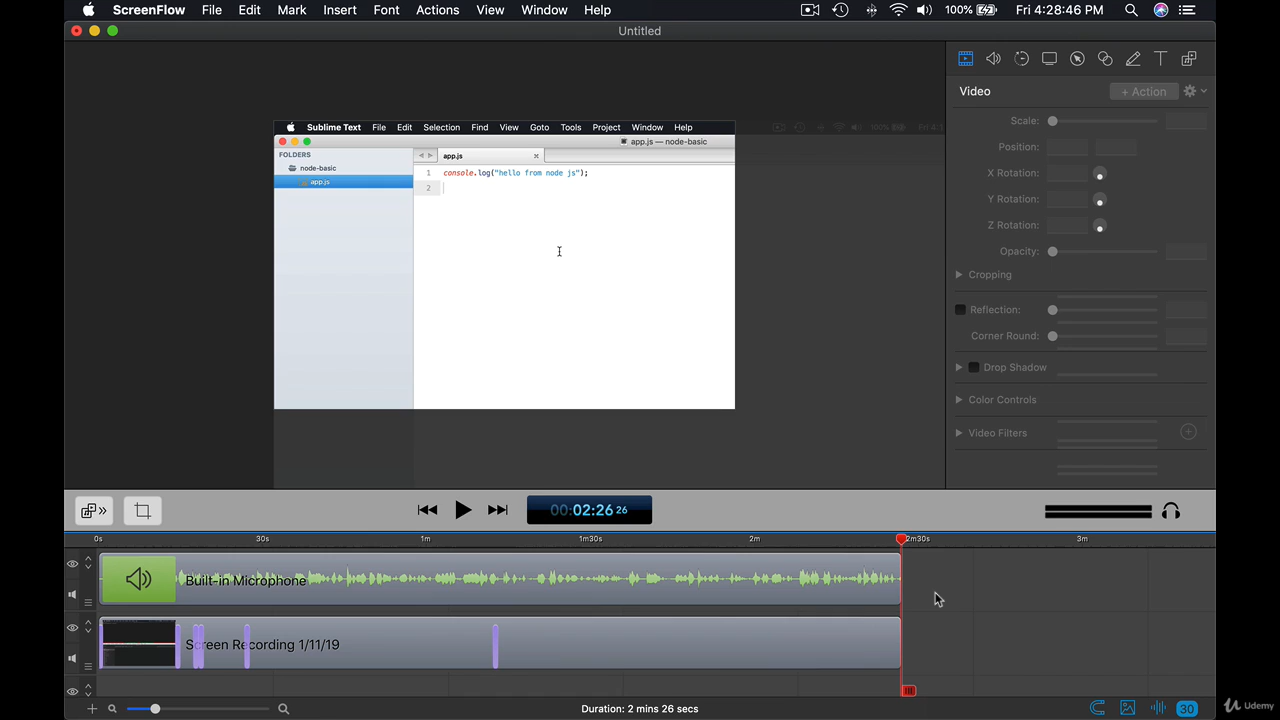 ScreenFlow File Edit Mark Insert Font Actions View Window Help 100% Fri 4:28:46 PM
Untitled
Video
+ Action
Scale:
Position:
X Rotation:
Y Rotation:
Z Rotation:
Opacity:
Cropping
Reflection:
Corner Round:
Drop Shadow
Color Controls
Video Filters
Sublime Text File Edit Selection Find View Goto Tools Project Window Help 100% Fri 4:1
app.js — node-basic
FOLDERS
node-basic
app.js
app.js
1 console.log("hello from node js");
2
00:02:26 26
0s 30s 1m 1m30s 2m 2m30s 3m
Built-in Microphone
Screen Recording 1/11/19
Duration: 2 mins 26 secs
30
Udemy